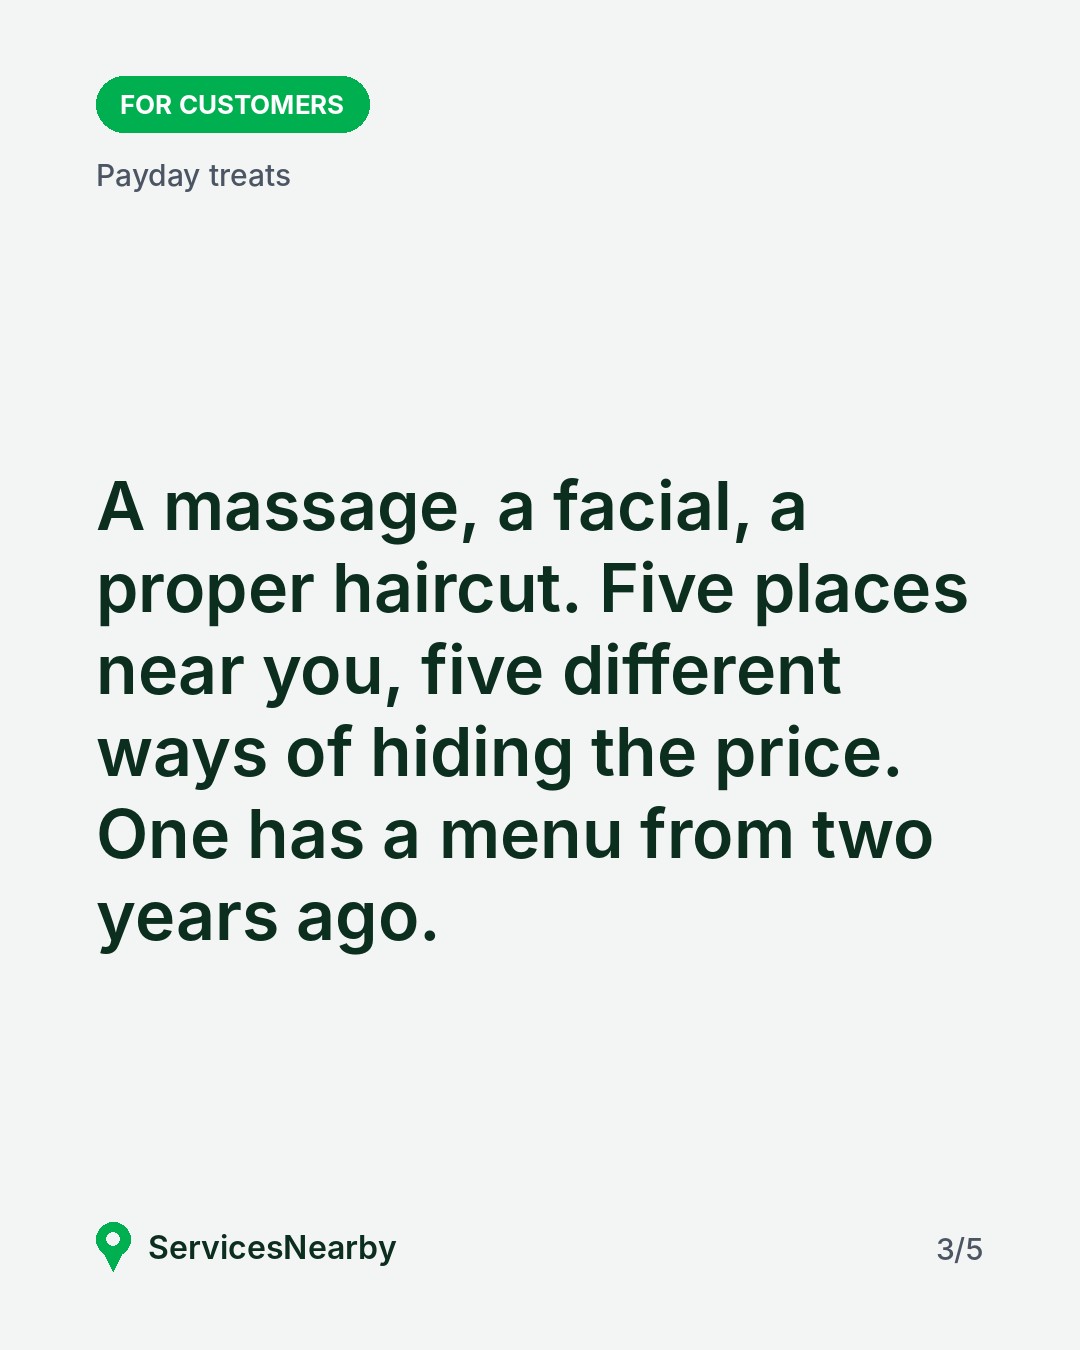 FOR CUSTOMERS
Payday treats
A massage, a facial, a
proper haircut. Five places
near you, five different
ways of hiding the price.
One has a menu from two
years ago.
ServicesNearby
3/5